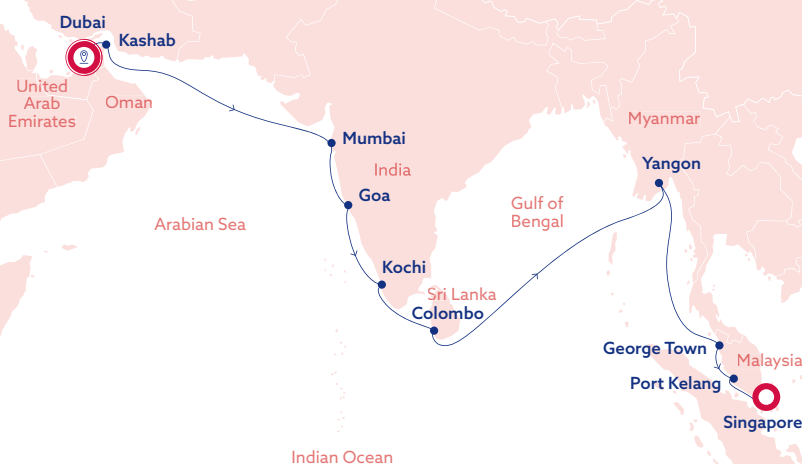 Dubai
Kashab
United
Arab
Emirates
Oman
Mumbai
India
Myanmar
Yangon
Goa
Gulf of
Bengal
Arabian Sea
Kochi
Sri Lanka
Colombo
George Town
Malaysia
Port Kelang
Singapore
Indian Ocean